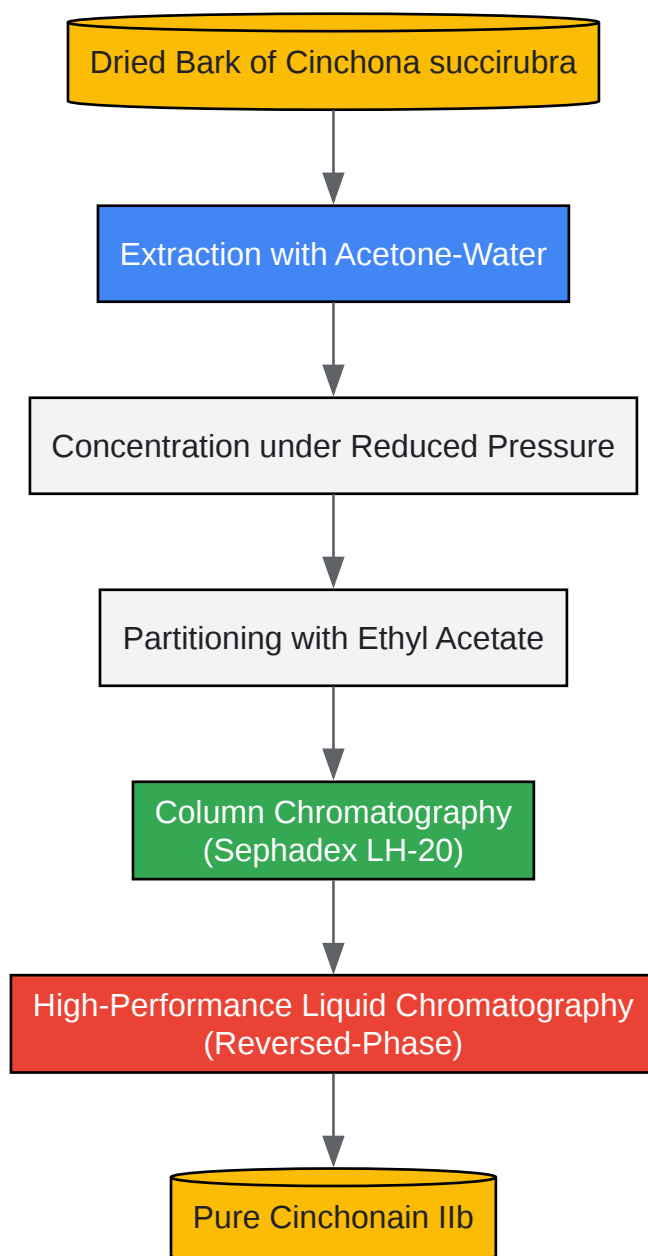 Dried Bark of Cinchona succirubra
Extraction with Acetone-Water
Concentration under Reduced Pressure
Partitioning with Ethyl Acetate
Column Chromatography
(Sephadex LH-20)
High-Performance Liquid Chromatography
(Reversed-Phase)
Pure Cinchonain IIb